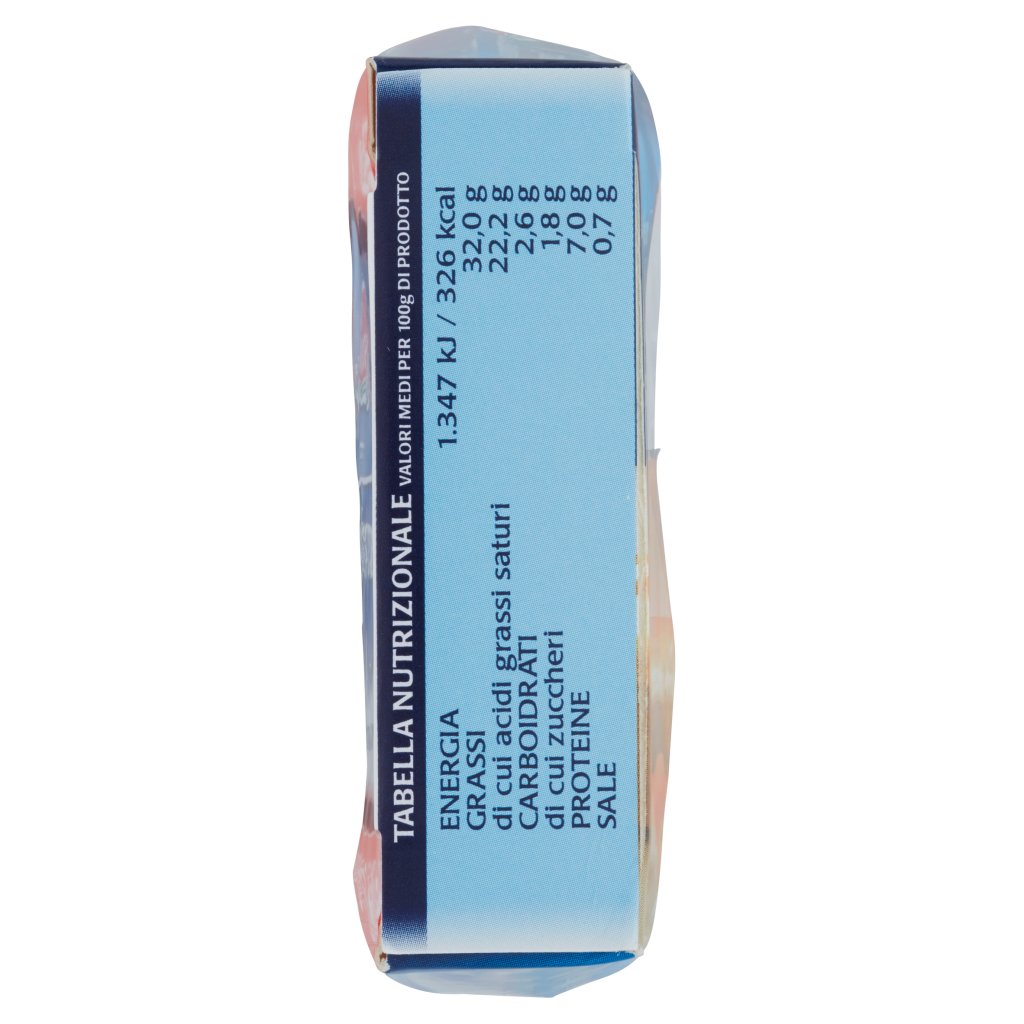 TABELLA NUTRIZIONALE VALORI MEDI PER 100g DI PRODOTTO
ENERGIA 1.347 kJ / 326 kcal
GRASSI 32,0 g
di cui acidi grassi saturi 22,2 g
CARBOIDRATI 2,6 g
di cui zuccheri 1,8 g
PROTEINE 7,0 g
SALE 0,7 g